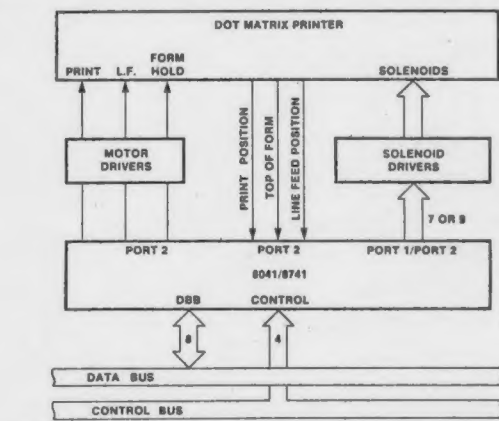 DOT MATRIX PRINTER
FORM
PRINT L.F. HOLD SOLENOIDS
MOTOR
DRIVERS
PRINT POSITION
TOP OF FORM
LINE FEED POSITION
SOLENOID
DRIVERS
7 OR 9
PORT 2 PORT 2 PORT 1/PORT 2
8041/8741
DBB CONTROL
8 4
DATA BUS
CONTROL BUS